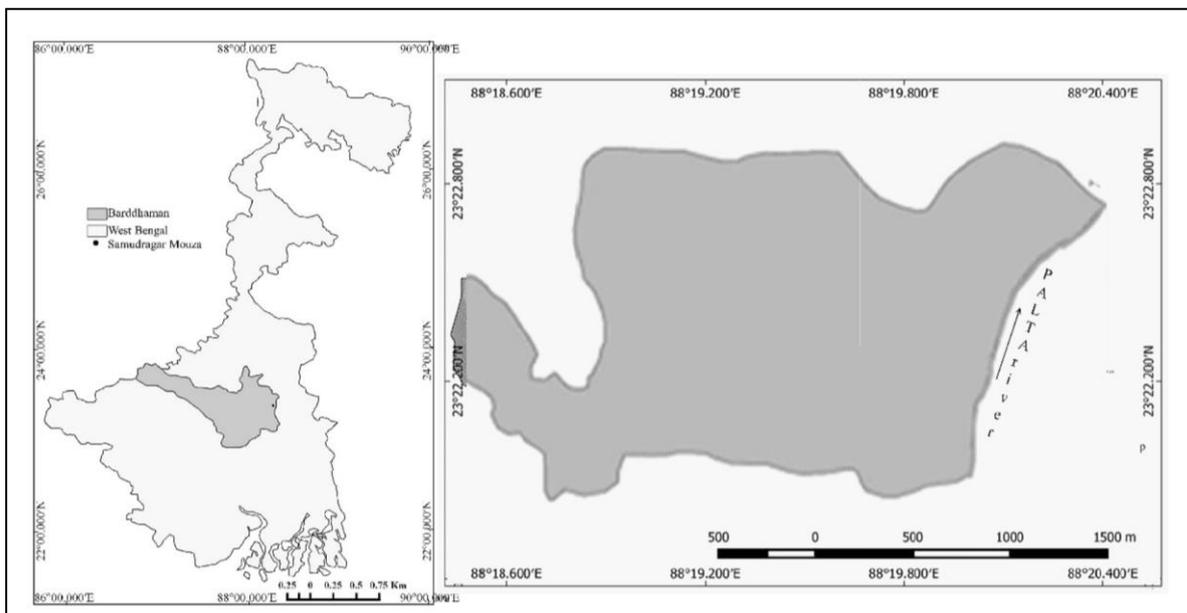 86°00.000'E 88°00.000'E 90°00.000'E
26°00.000'N 26°00.000'N
Barddhaman
West Bengal
Samudragar Mouza
24°00.000'N 24°00.000'N
22°00.000'N 22°00.000'N
0.25 0 0.25 0.5 0.75 Km
86°00.000'E 88°00.000'E 90°00.000'E
88°18.600'E 88°19.200'E 88°19.800'E 88°20.400'E
23°22.800'N 23°22.800'N
PALTA river
23°22.200'N 23°22.200'N
P
500 0 500 1000 1500 m
88°18.600'E 88°19.200'E 88°19.800'E 88°20.400'E